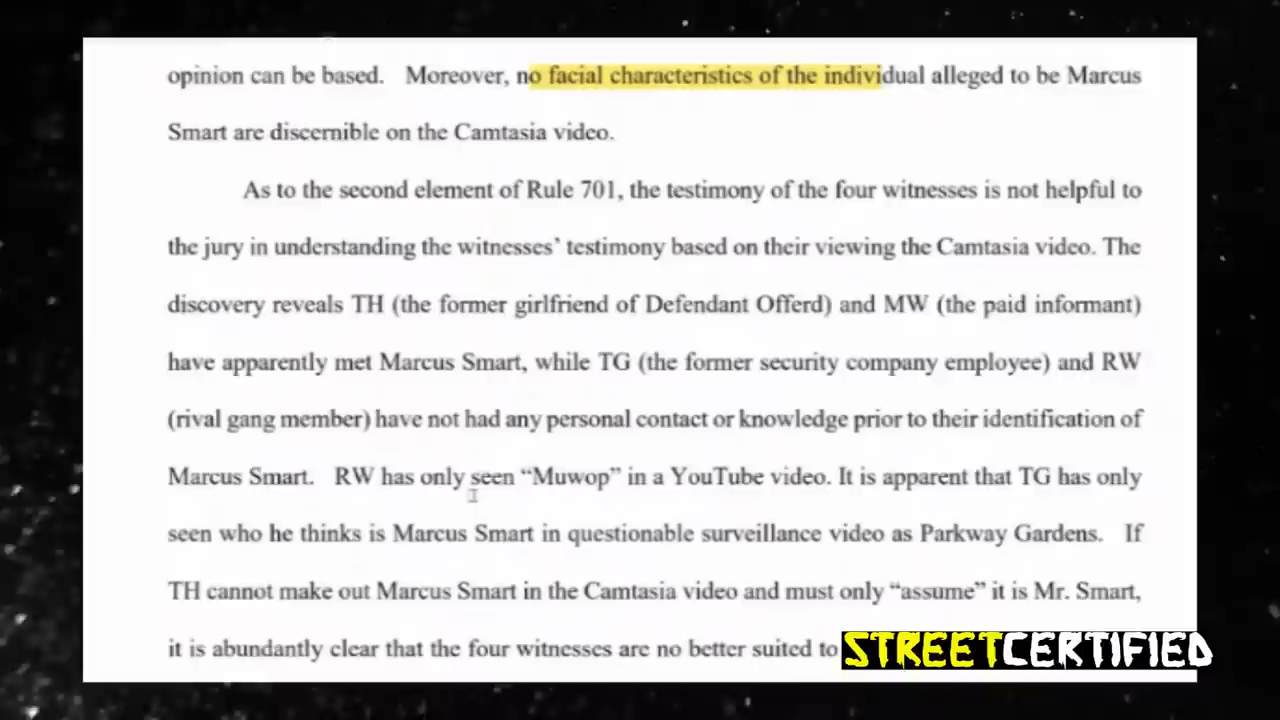 opinion can be based. Moreover, no facial characteristics of the individual alleged to be Marcus
Smart are discernible on the Camtasia video.
As to the second element of Rule 701, the testimony of the four witnesses is not helpful to
the jury in understanding the witnesses' testimony based on their viewing the Camtasia video. The
discovery reveals TH (the former girlfriend of Defendant Offerd) and MW (the paid informant)
have apparently met Marcus Smart, while TG (the former security company employee) and RW
(rival gang member) have not had any personal contact or knowledge prior to their identification of
Marcus Smart. RW has only seen “Muwop” in a YouTube video. It is apparent that TG has only
seen who he thinks is Marcus Smart in questionable surveillance video as Parkway Gardens. If
TH cannot make out Marcus Smart in the Camtasia video and must only “assume” it is Mr. Smart,
it is abundantly clear that the four witnesses are no better suited to
STREETCERTIFIED